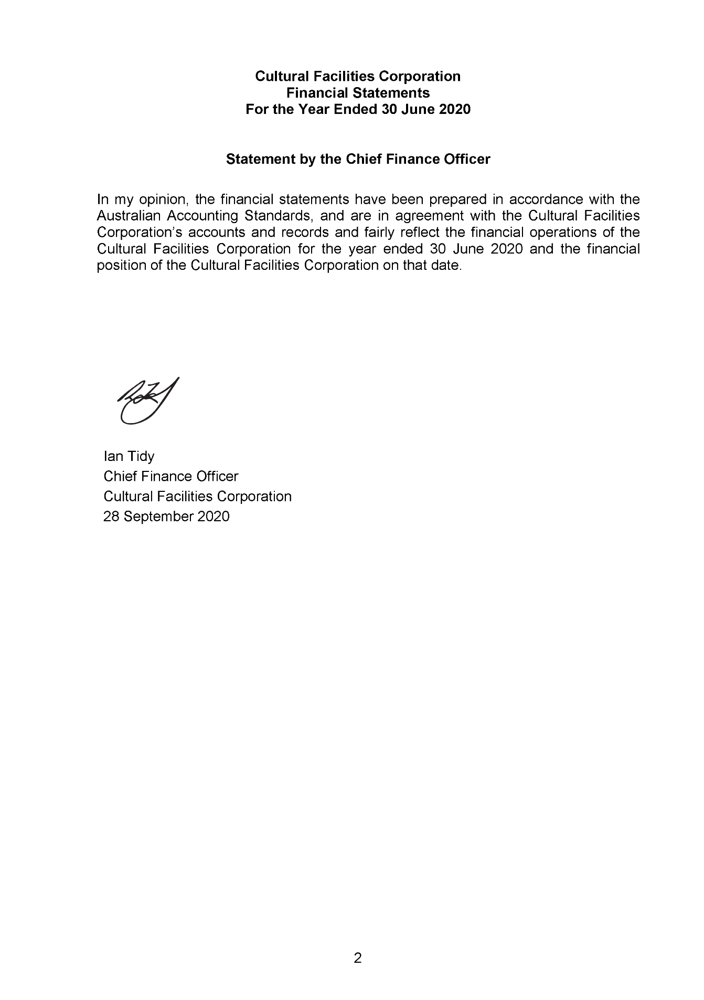 Cultural Facilities Corporation
Financial Statements
For the Year Ended 30 June 2020
Statement by the Chief Finance Officer
In my opinion, the financial statements have been prepared in accordance with the
Australian Accounting Standards, and are in agreement with the Cultural Facilities
Corporation’s accounts and records and fairly reflect the financial operations of the
Cultural Facilities Corporation for the year ended 30 June 2020 and the financial
position of the Cultural Facilities Corporation on that date.
Ian Tidy
Chief Finance Officer
Cultural Facilities Corporation
28 September 2020
2